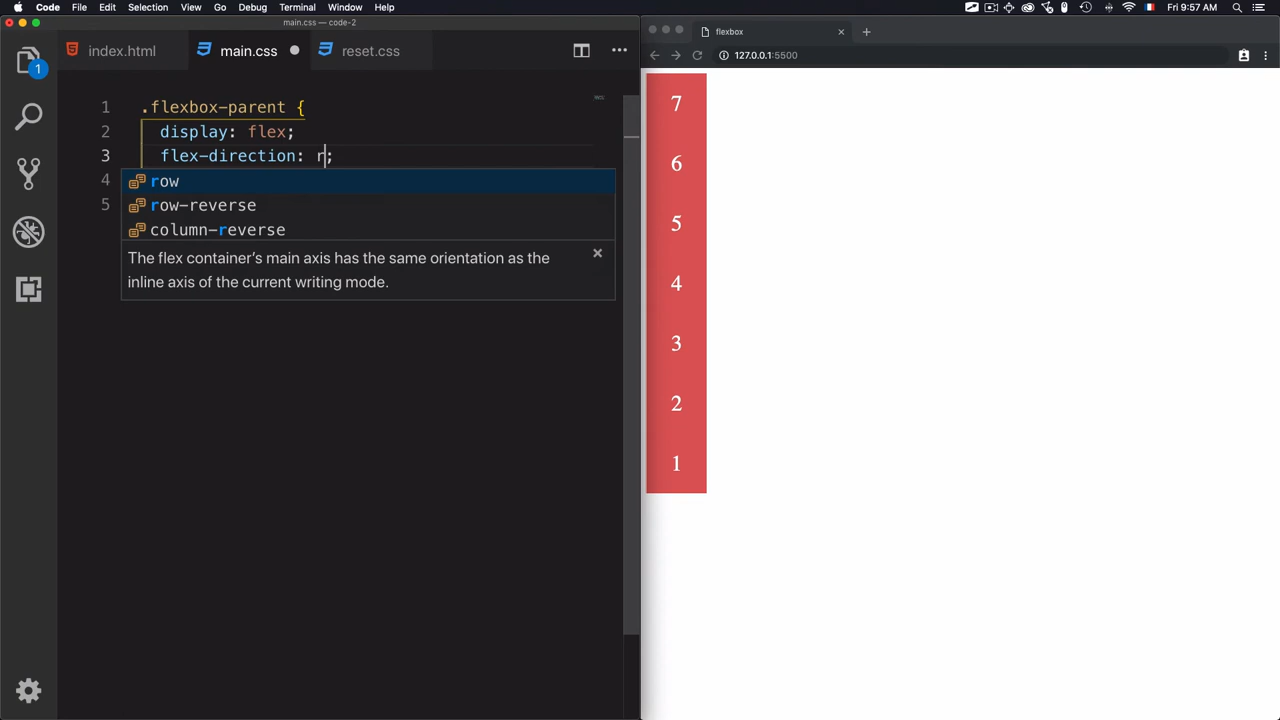 Code File Edit Selection View Go Debug Terminal Window Help
Fri 9:57 AM
main.css — code-2
index.html
main.css
reset.css
1
1 .flexbox-parent {
2 display: flex;
3 flex-direction: r;
4
5
row
row-reverse
column-reverse
The flex container's main axis has the same orientation as the
inline axis of the current writing mode.
flexbox
127.0.0.1:5500
7
6
5
4
3
2
1